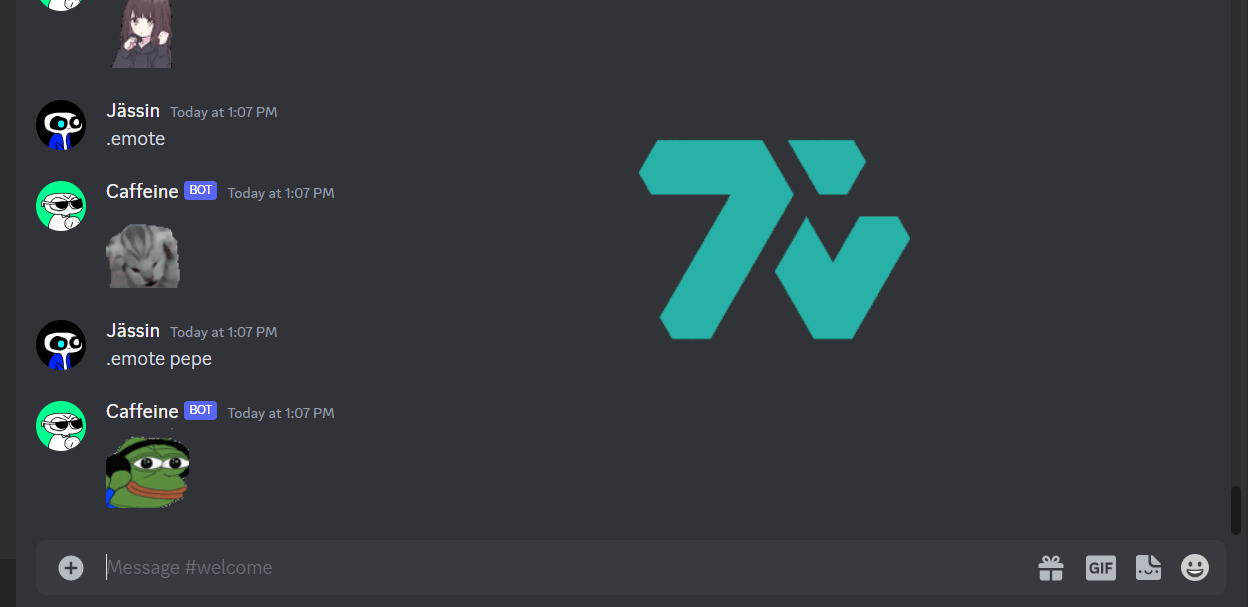 Jässin Today at 1:07 PM
.emote
Caffeine BOT Today at 1:07 PM
7V
Jässin Today at 1:07 PM
.emote pepe
Caffeine BOT Today at 1:07 PM
Message #welcome
GIF